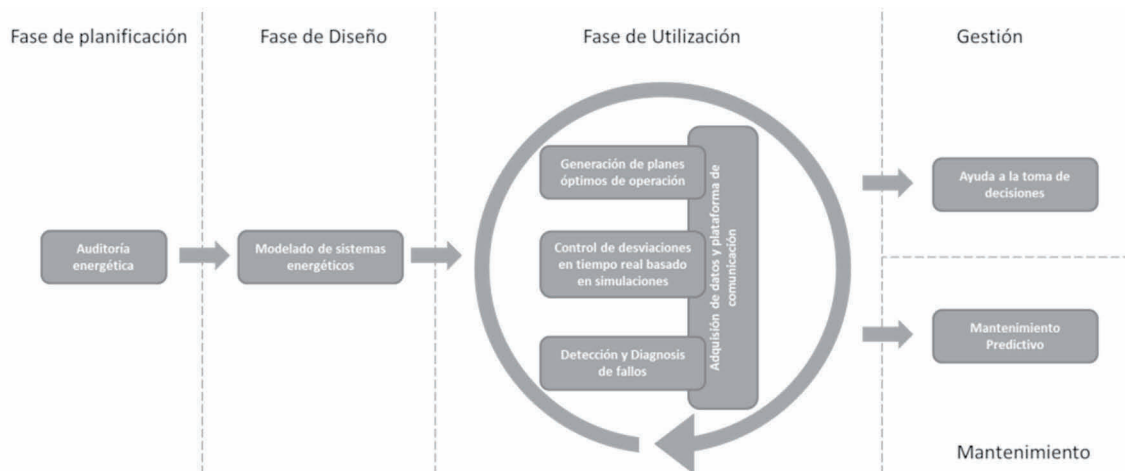 Fase de planificación
Fase de Diseño
Fase de Utilización
Gestión
Auditoría
energética
Modelado de sistemas
energéticos
Generación de planes
óptimos de operación
Control de desviaciones
en tiempo real basado
en simulaciones
Detección y Diagnosis
de fallos
Adquisión de datos y plataforma de
comunicación
Ayuda a la toma de
decisiones
Mantenimiento
Predictivo
Mantenimiento